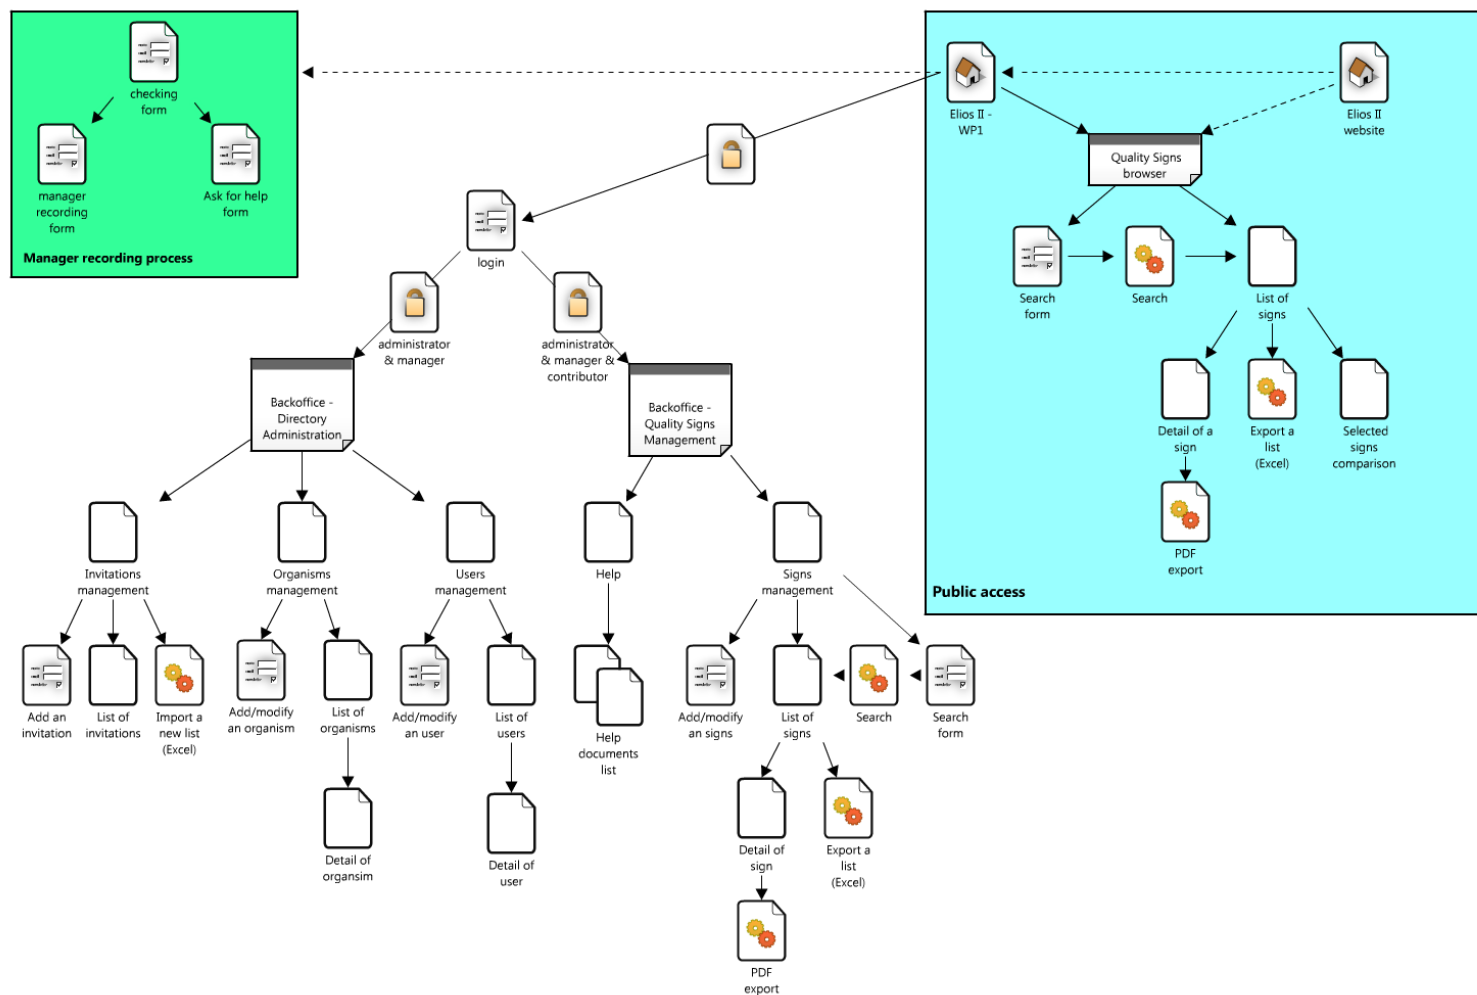 checking
form
manager
recording
form
Ask for help
form
Manager recording process
Elios II -
WP1
Elios II
website
Quality Signs
browser
Search
form
Search
List of
signs
Detail of a
sign
Export a
list
(Excel)
Selected
signs
comparison
PDF
export
Public access
login
administrator
& manager
administrator
& manager &
contributor
Backoffice -
Directory
Administration
Backoffice -
Quality Signs
Management
Invitations
management
Organisms
management
Users
management
Help
Signs
management
Add an
invitation
List of
invitations
Import a
new list
(Excel)
Add/modify
an organism
List of
organisms
Add/modify
an user
List of
users
Help
documents
list
Add/modify
an signs
List of
signs
Search
Search
form
Detail of
organsim
Detail of
user
Detail of
sign
Export a
list
(Excel)
PDF
export